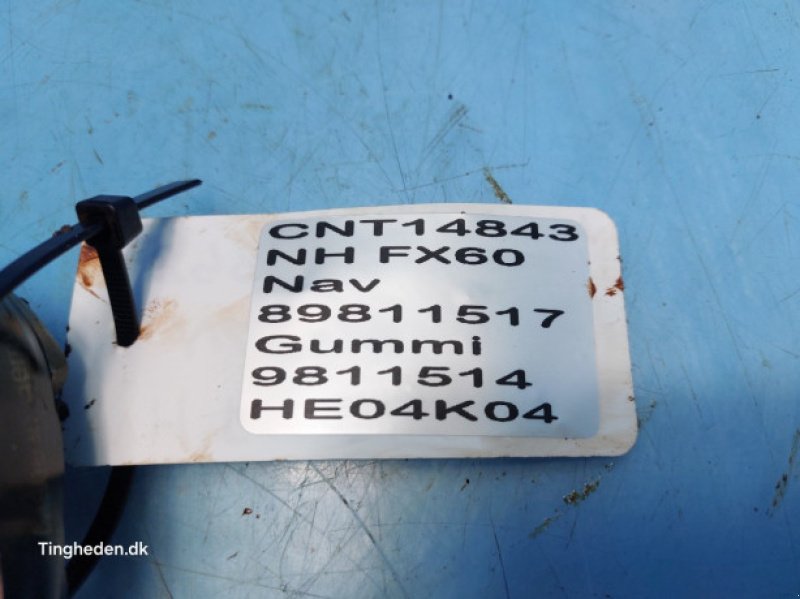 CNT14843
NH FX60
Nav
89811517
Gummi
9811514
HE04K04
Tingheden.dk